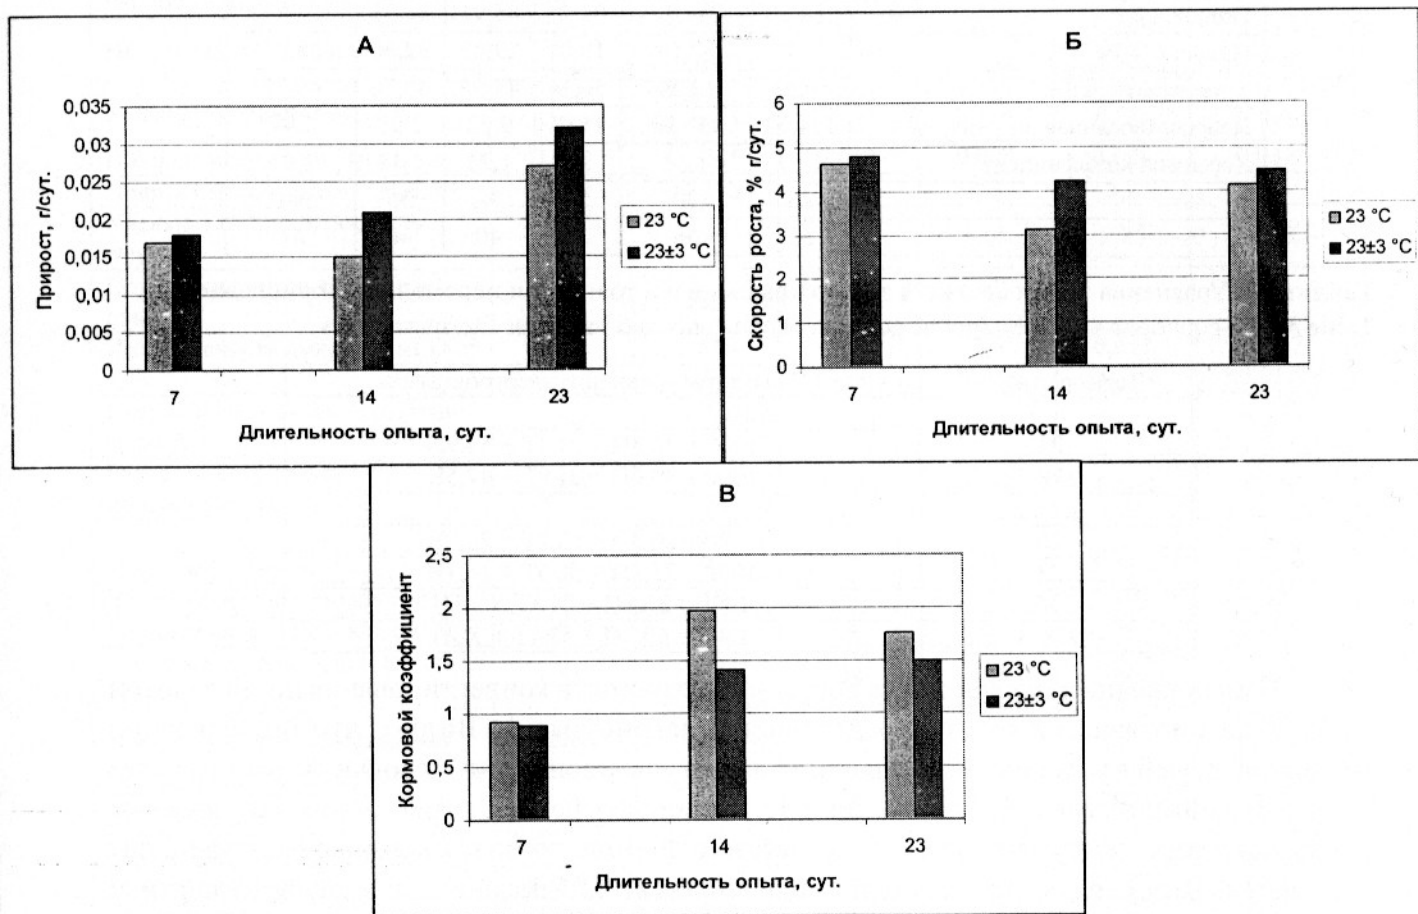 А
Прирост, г/сут.
0,035
0,03
0,025
0,02
0,015
0,01
0,005
0
7
14
23
Длительность опыта, сут.
23 °С
23±3 °С
Б
Скорость роста, % г/сут.
6
5
4
3
2
1
0
7
14
23
Длительность опыта, сут.
23 °С
23±3 °С
В
Кормовой коэффициент
2,5
2
1,5
1
0,5
0
7
14
23
Длительность опыта, сут.
23 °С
23±3 °С